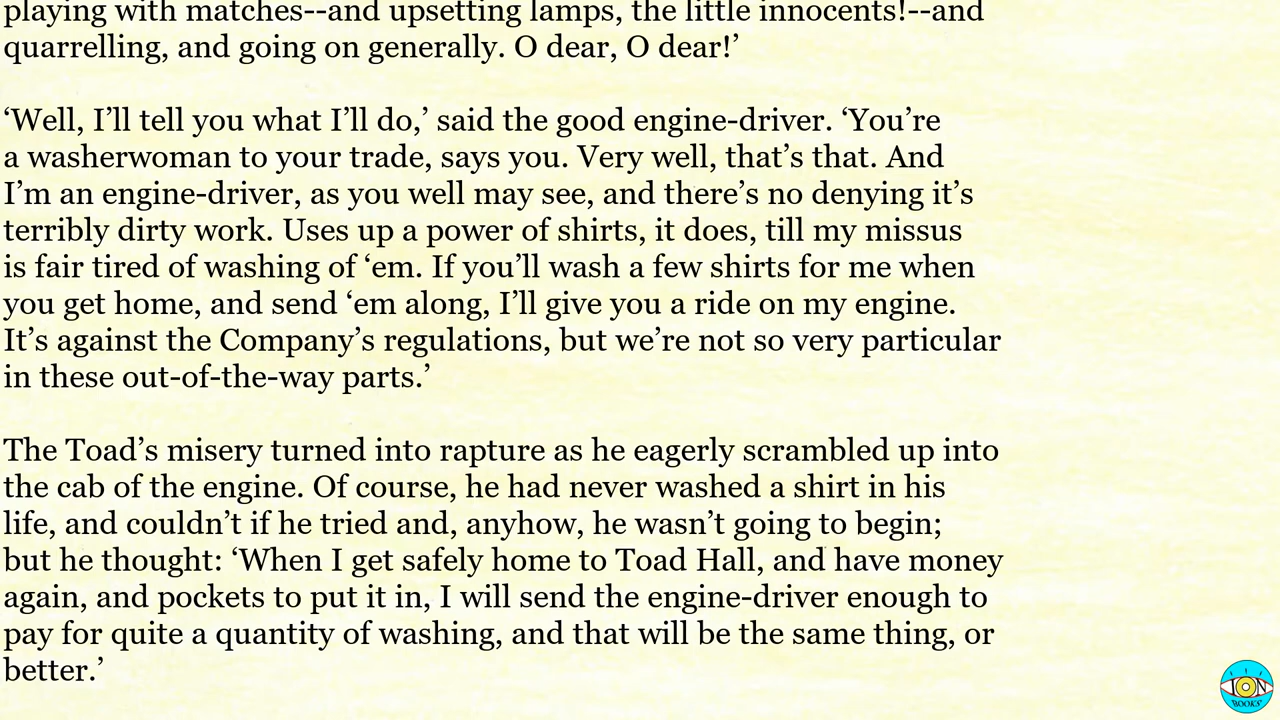 playing with matches--and upsetting lamps, the little innocents!--and
quarrelling, and going on generally. O dear, O dear!’
‘Well, I’ll tell you what I’ll do,’ said the good engine-driver. ‘You’re
a washerwoman to your trade, says you. Very well, that’s that. And
I’m an engine-driver, as you well may see, and there’s no denying it’s
terribly dirty work. Uses up a power of shirts, it does, till my missus
is fair tired of washing of ‘em. If you’ll wash a few shirts for me when
you get home, and send ‘em along, I’ll give you a ride on my engine.
It’s against the Company’s regulations, but we’re not so very particular
in these out-of-the-way parts.’
The Toad’s misery turned into rapture as he eagerly scrambled up into
the cab of the engine. Of course, he had never washed a shirt in his
life, and couldn’t if he tried and, anyhow, he wasn’t going to begin;
but he thought: ‘When I get safely home to Toad Hall, and have money
again, and pockets to put it in, I will send the engine-driver enough to
pay for quite a quantity of washing, and that will be the same thing, or
better.’
ION
BOOKS